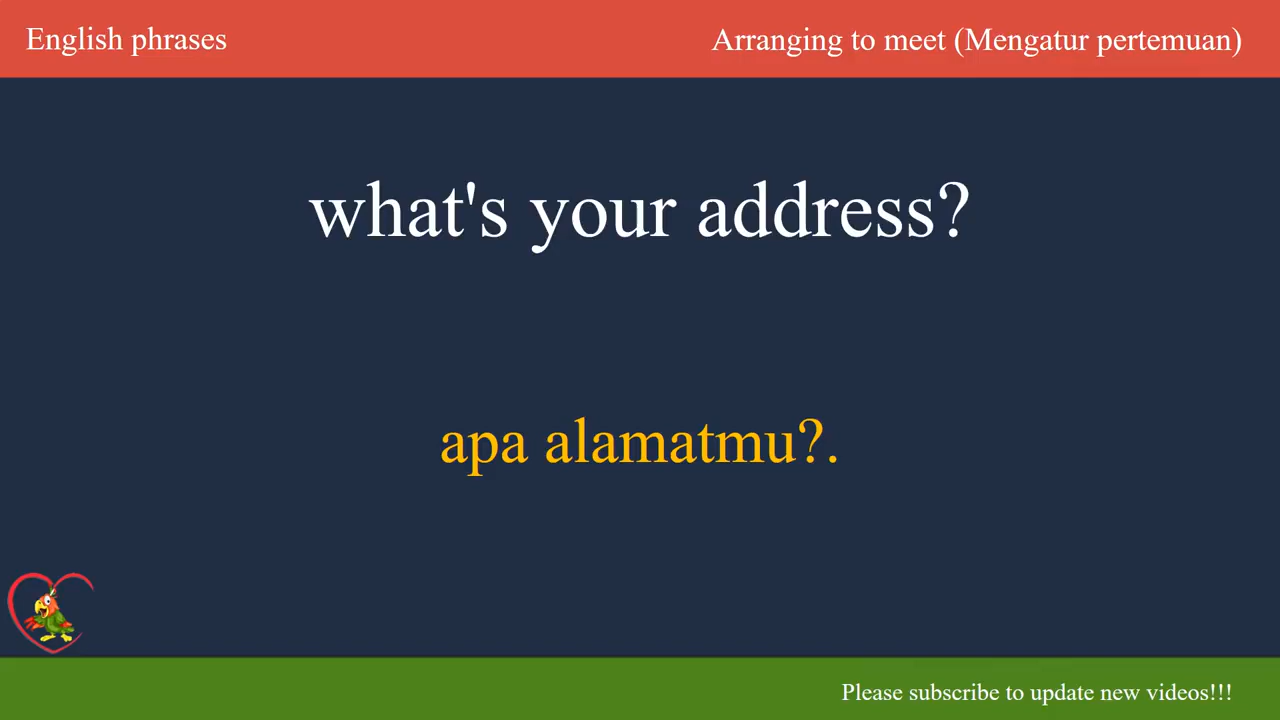 English phrases
Arranging to meet (Mengatur pertemuan)
what's your address?
apa alamatmu?.
Please subscribe to update new videos!!!